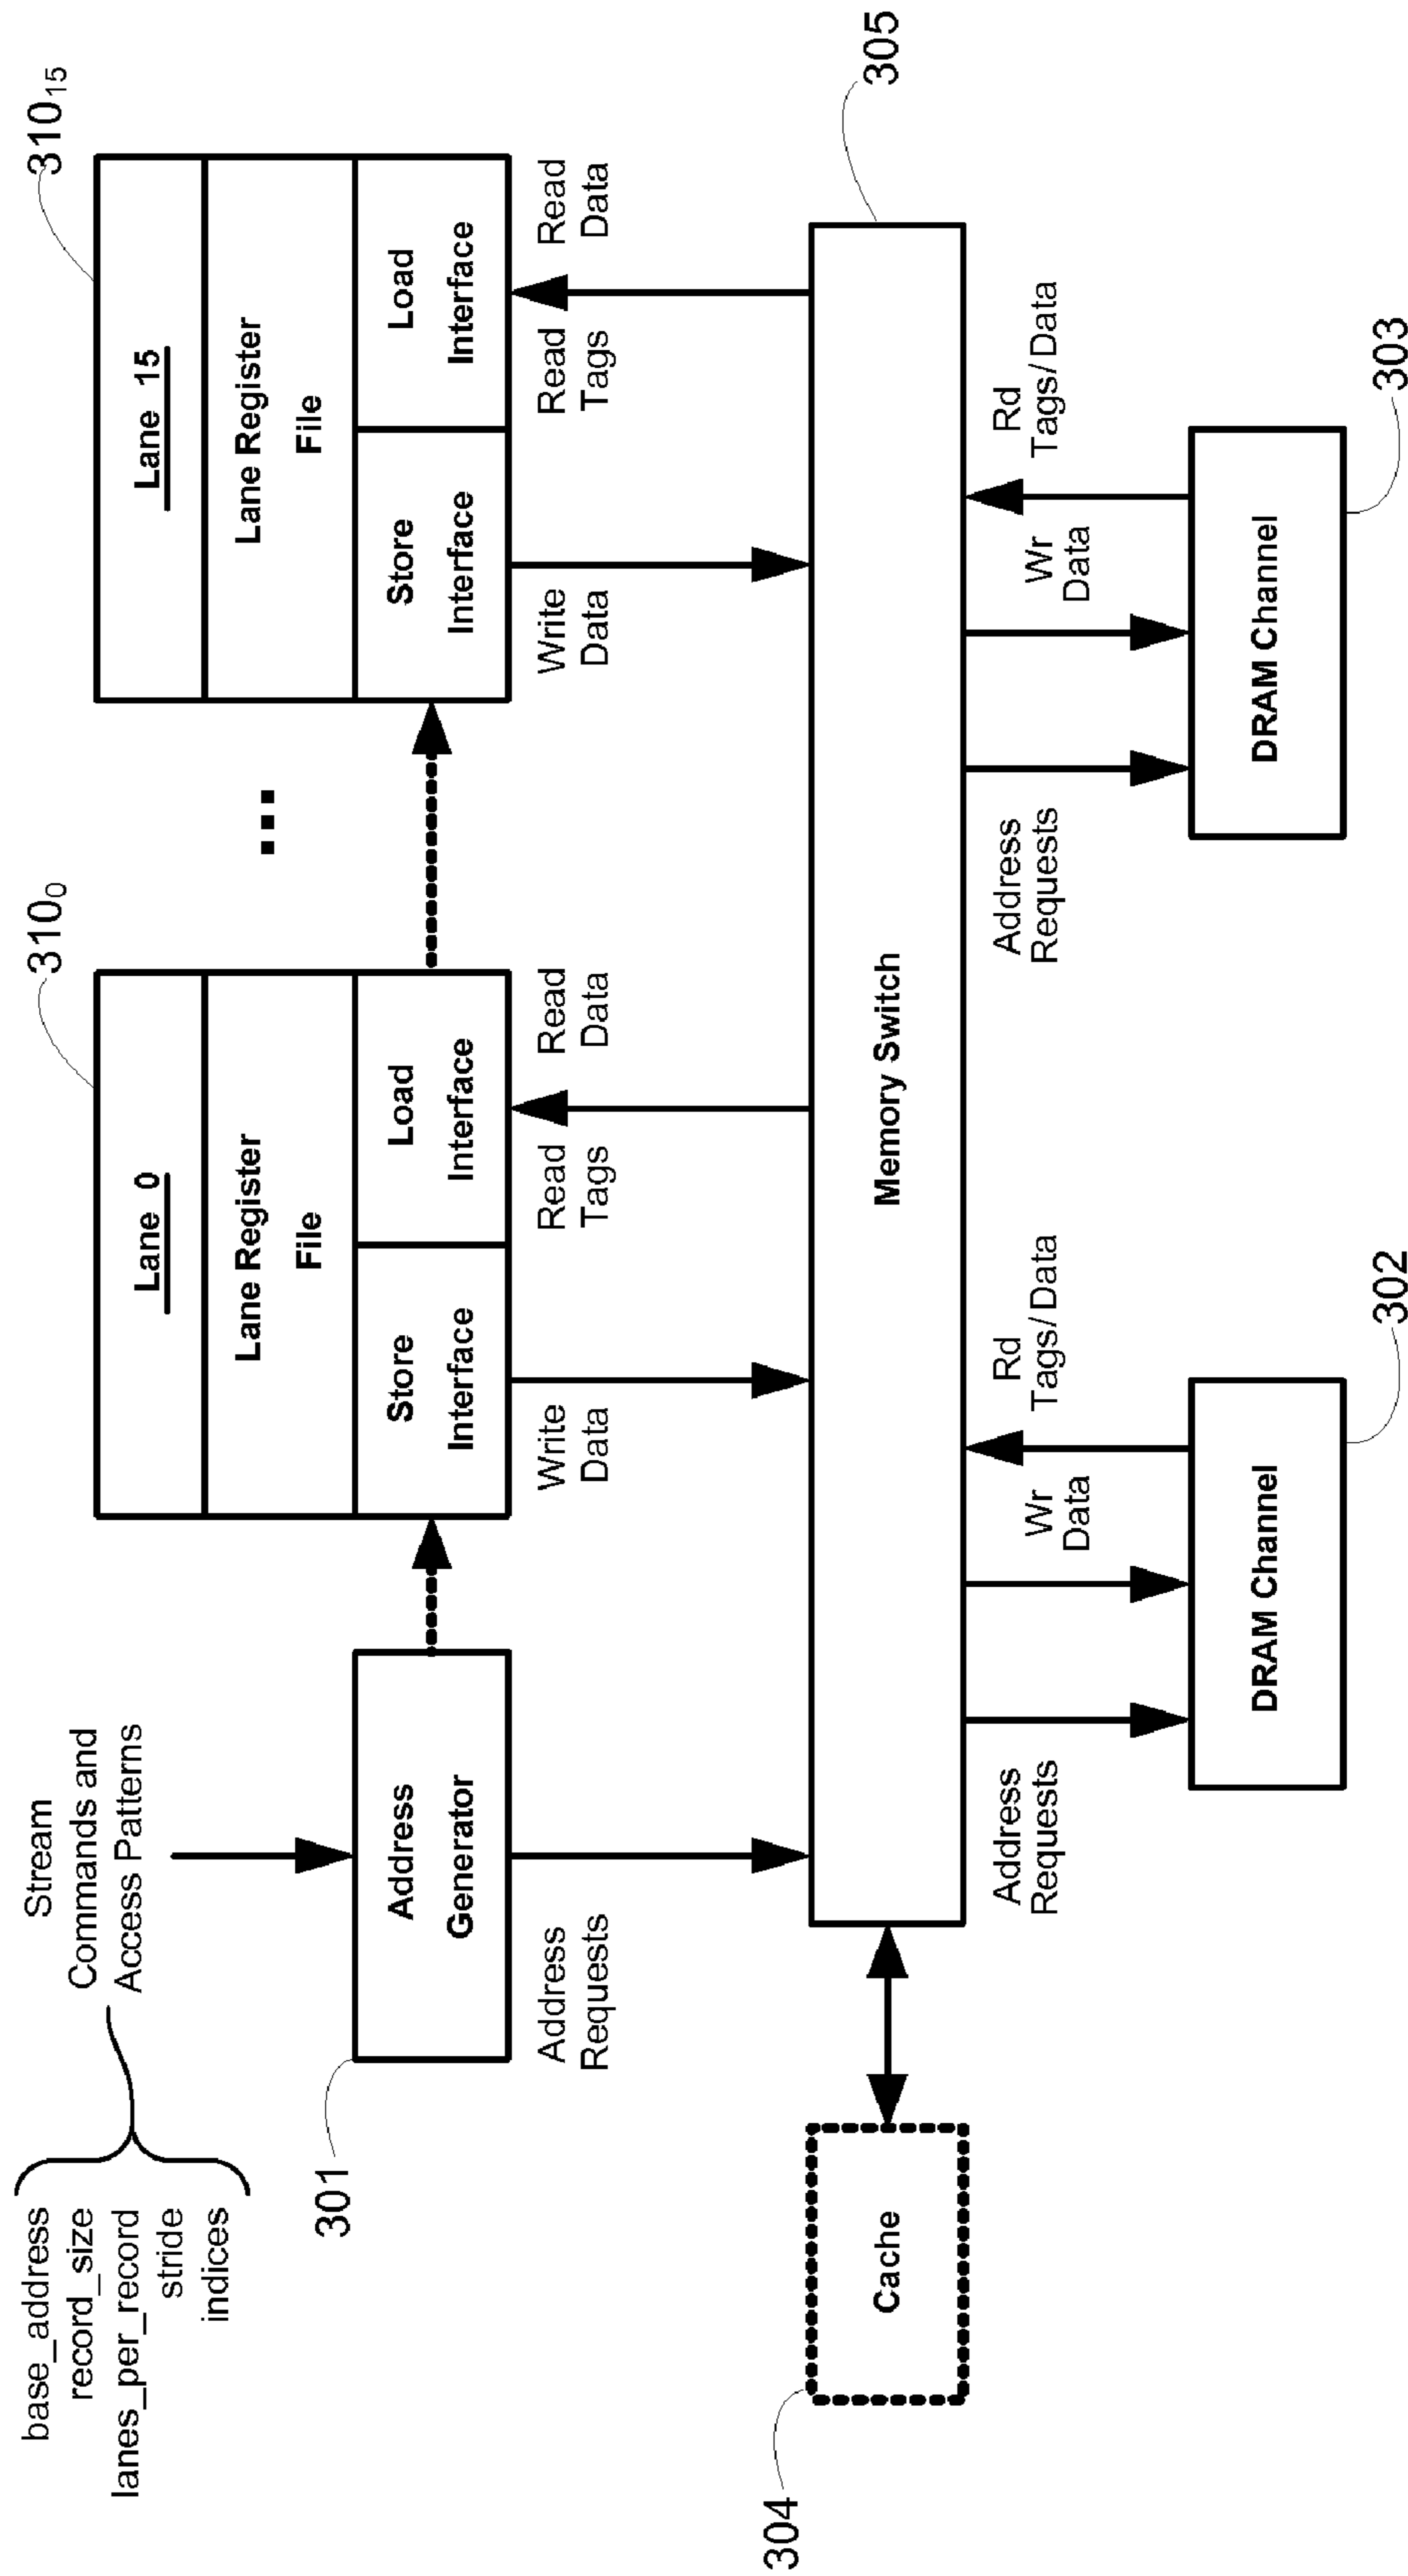 base_address
record_size
lanes_per_record
stride
indices
Stream
Commands and
Access Patterns
301
Address
Generator
Address
Requests
310₀
Lane 0
Lane Register
File
Store
Interface
Load
Interface
Write
Data
Read
Tags
Read
Data
...
310₁₅
Lane 15
Lane Register
File
Store
Interface
Load
Interface
Write
Data
Read
Tags
Read
Data
304
Cache
Memory Switch
305
Address
Requests
Wr
Data
Rd
Tags/Data
DRAM Channel
302
Address
Requests
Wr
Data
Rd
Tags/Data
DRAM Channel
303